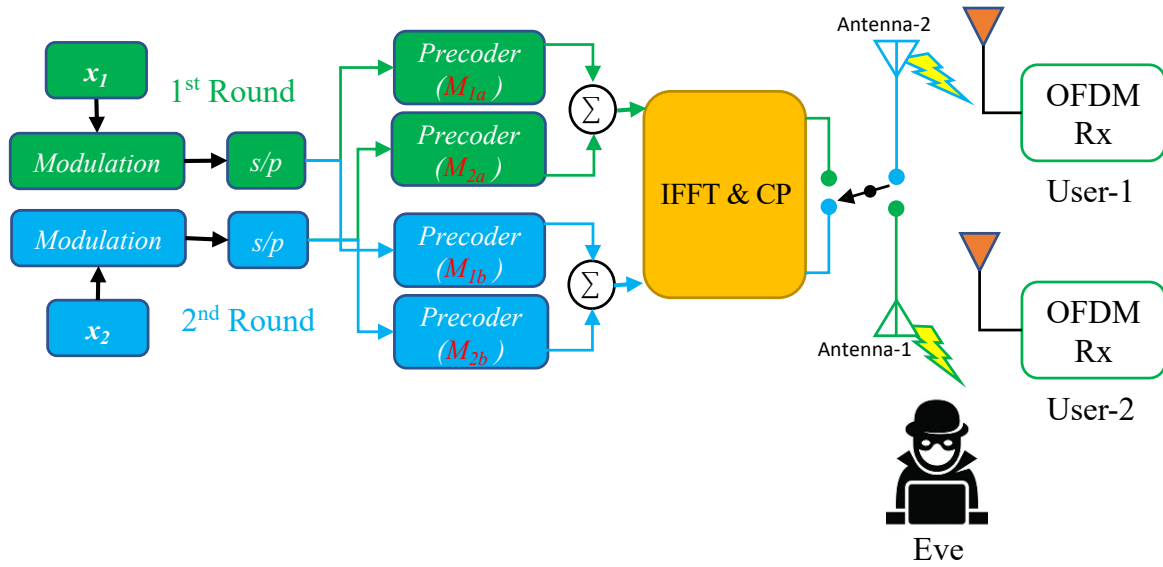 x1
1st Round
Modulation
s/p
Precoder
(M1a )
Precoder
(M2a )
Σ
Modulation
s/p
x2
2nd Round
Precoder
(M1b )
Precoder
(M2b )
Σ
IFFT & CP
Antenna-2
Antenna-1
OFDM
Rx
User-1
OFDM
Rx
User-2
Eve